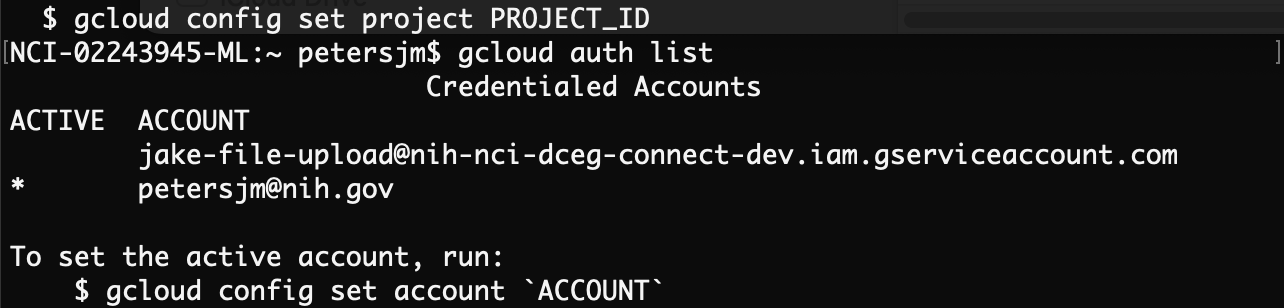 $ gcloud config set project PROJECT_ID
[NCI-02243945-ML:~ petersjm$ gcloud auth list ]
Credentialed Accounts
ACTIVE  ACCOUNT
jake-file-upload@nih-nci-dceg-connect-dev.iam.gserviceaccount.com
*       petersjm@nih.gov
To set the active account, run:
$ gcloud config set account `ACCOUNT`